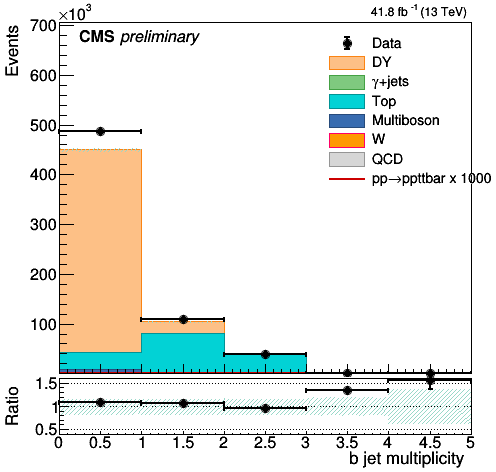 ×10³
41.8 fb⁻¹ (13 TeV)
CMS preliminary
Events
700
600
500
400
300
200
100
Data
DY
γ+jets
Top
Multiboson
W
QCD
pp→ppttbar x 1000
Ratio
1.5
1
0.5
0 0.5 1 1.5 2 2.5 3 3.5 4 4.5 5
b jet multiplicity